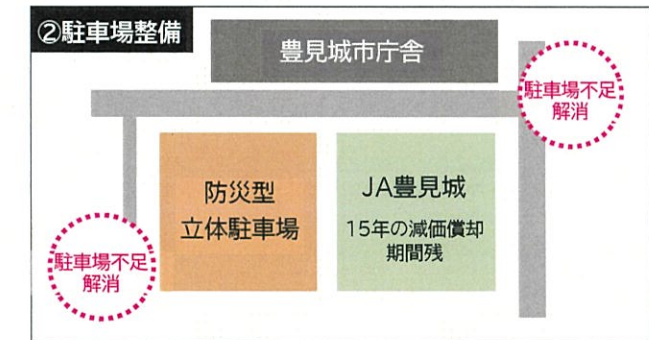 ②駐車場整備
豊見城市庁舎
駐車場不足
解消
防災型
立体駐車場
JA豊見城
15年の減価償却
期間残
駐車場不足
解消